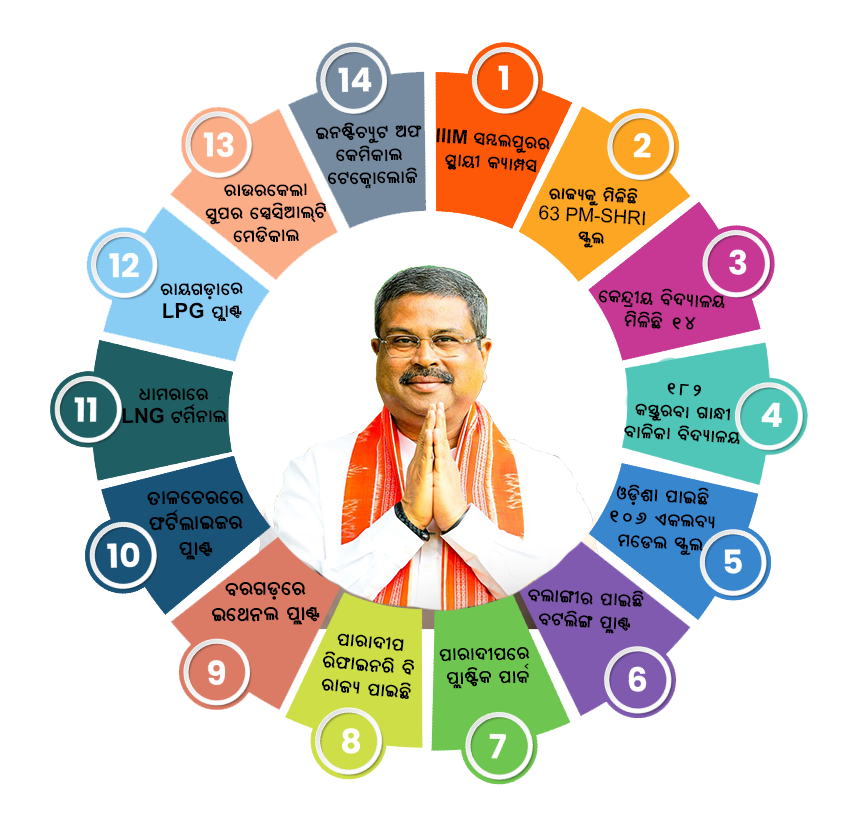 1
IIIM ସମ୍ବଲପୁରର
ସ୍ଥାୟୀ କ୍ୟାମ୍ପସ
2
ରାଜ୍ୟକୁ ମିଳିଛି
63 PM-SHRI
ସ୍କୁଲ
3
କେନ୍ଦ୍ରୀୟ ବିଦ୍ୟାଳୟ
ମିଳିଛି ୧୪
4
୧୮୨
କସ୍ତୁରବା ଗାନ୍ଧୀ
ବାଳିକା ବିଦ୍ୟାଳୟ
5
ଓଡ଼ିଶା ପାଇଛି
୧୦୬ ଏକଲବ୍ୟ
ମଡେଲ ସ୍କୁଲ
6
ବଲାଙ୍ଗୀର ପାଇଛି
ବଟଲିଙ୍ଗ ପ୍ଲାଣ୍ଟ
7
ପାରାଦୀପରେ
ପ୍ଲାଷ୍ଟିକ ପାର୍କ
8
ପାରାଦୀପ
ରିଫାଇନରି ବି
ରାଜ୍ୟ ପାଇଛି
9
ବରଗଡ଼ରେ
ଇଥେନଲ ପ୍ଲାଣ୍ଟ
10
ତାଳଚେରରେ
ଫର୍ଟିଲାଇଜର
ପ୍ଲାଣ୍ଟ
11
ଧାମରାରେ
LNG ଟର୍ମିନାଲ
12
ରାୟଗଡ଼ାରେ
LPG ପ୍ଲାଣ୍ଟ
13
ରାଉରକେଲା
ସୁପର ସ୍ପେସିଆଲ୍‌ଟି
ମେଡିକାଲ
14
ଇନଷ୍ଟିଚ୍ୟୁଟ ଅଫ
କେମିକାଲ
ଟେକ୍ନୋଲୋଜି